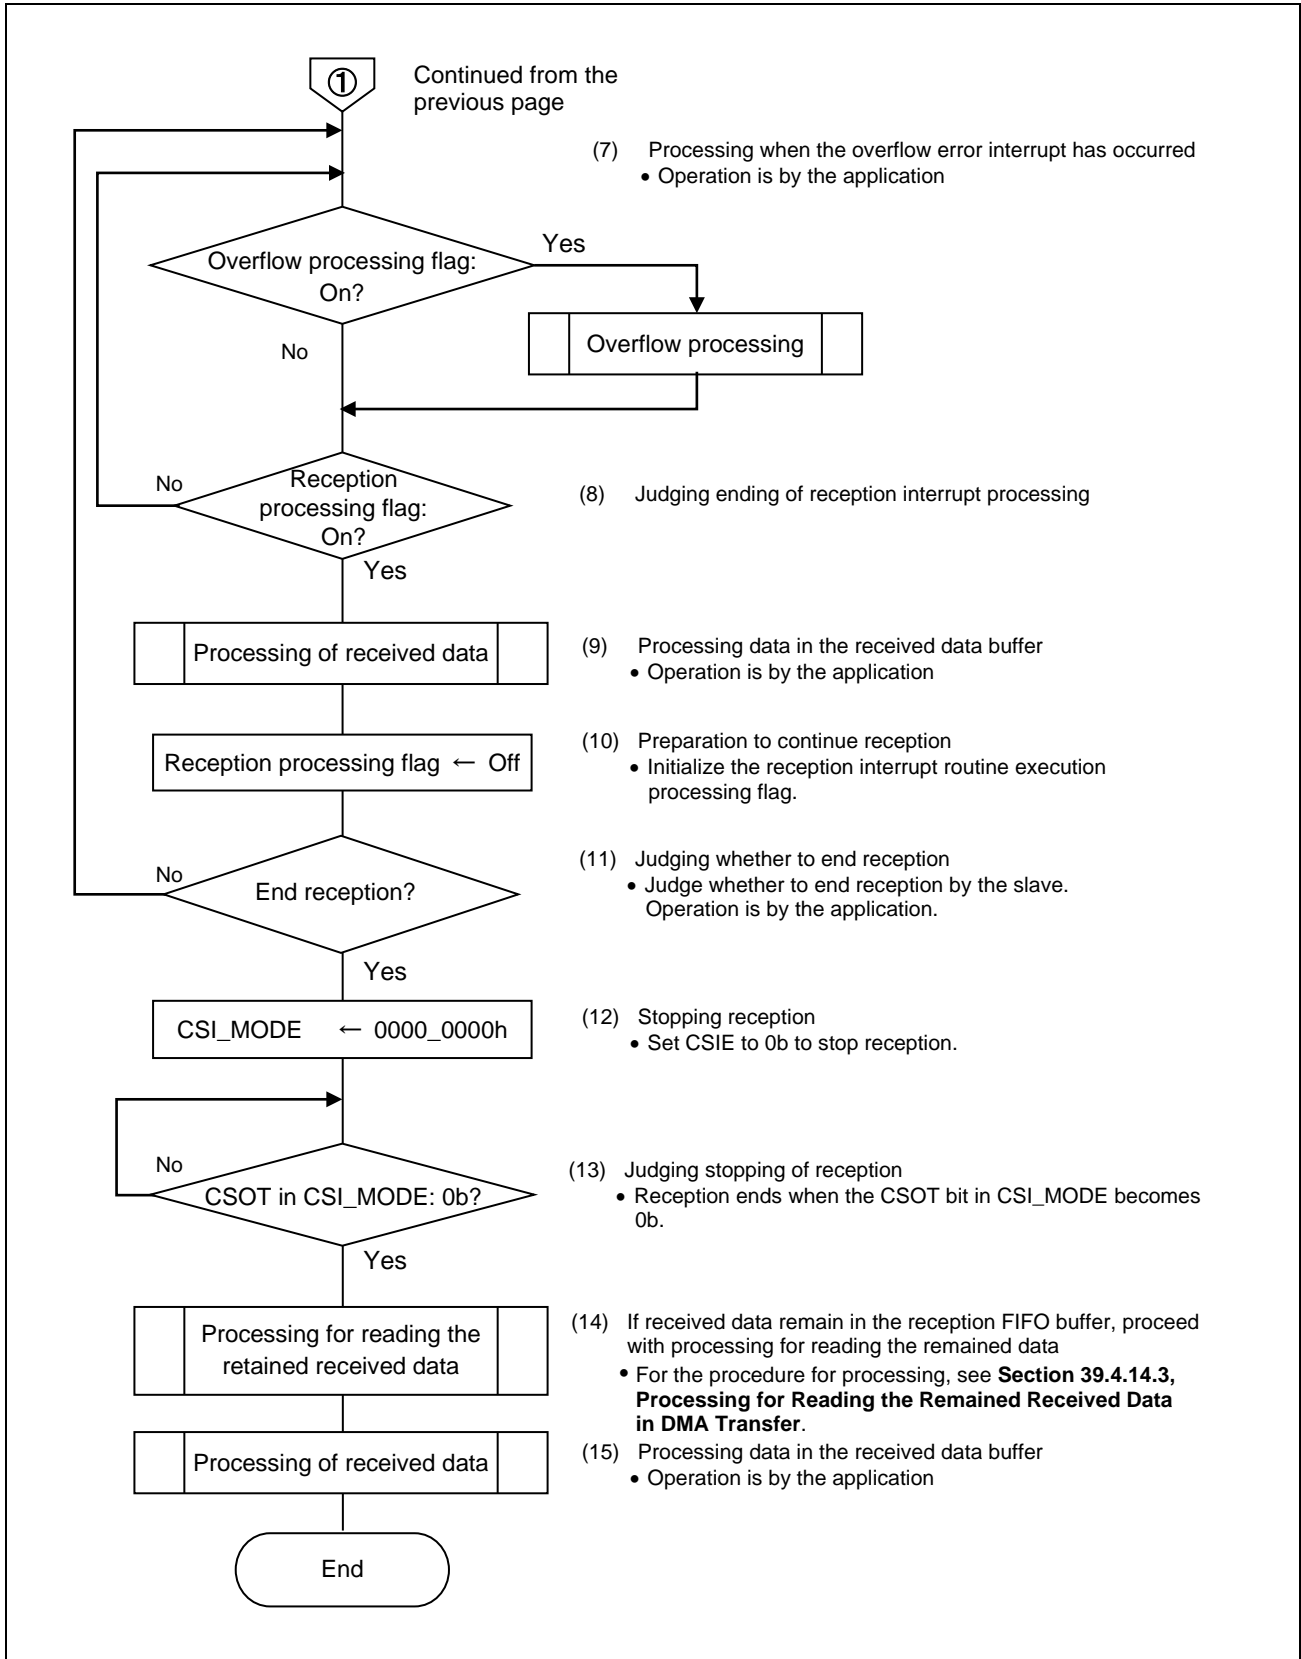 ①
Continued from the
previous page
(7) Processing when the overflow error interrupt has occurred
• Operation is by the application
Overflow processing flag:
On?
Yes
Overflow processing
No
Reception
processing flag:
On?
No
Yes
(8) Judging ending of reception interrupt processing
Processing of received data
(9) Processing data in the received data buffer
• Operation is by the application
Reception processing flag ← Off
(10) Preparation to continue reception
• Initialize the reception interrupt routine execution
processing flag.
End reception?
No
Yes
(11) Judging whether to end reception
• Judge whether to end reception by the slave.
Operation is by the application.
CSI_MODE ← 0000_0000h
(12) Stopping reception
• Set CSIE to 0b to stop reception.
No
CSOT in CSI_MODE: 0b?
Yes
(13) Judging stopping of reception
• Reception ends when the CSOT bit in CSI_MODE becomes
0b.
Processing for reading the
retained received data
(14) If received data remain in the reception FIFO buffer, proceed
with processing for reading the remained data
• For the procedure for processing, see Section 39.4.14.3,
Processing for Reading the Remained Received Data
in DMA Transfer.
Processing of received data
(15) Processing data in the received data buffer
• Operation is by the application
End